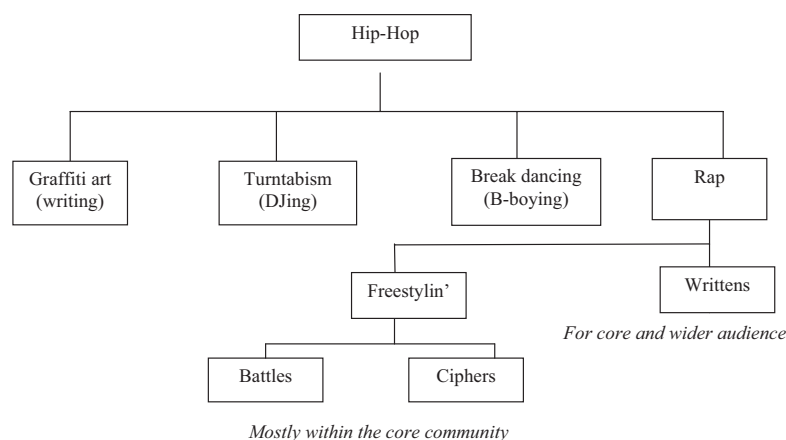 Hip-Hop
Graffiti art
(writing)
Turntabism
(DJing)
Break dancing
(B-boying)
Rap
Freestylin’
Writtens
For core and wider audience
Battles
Ciphers
Mostly within the core community